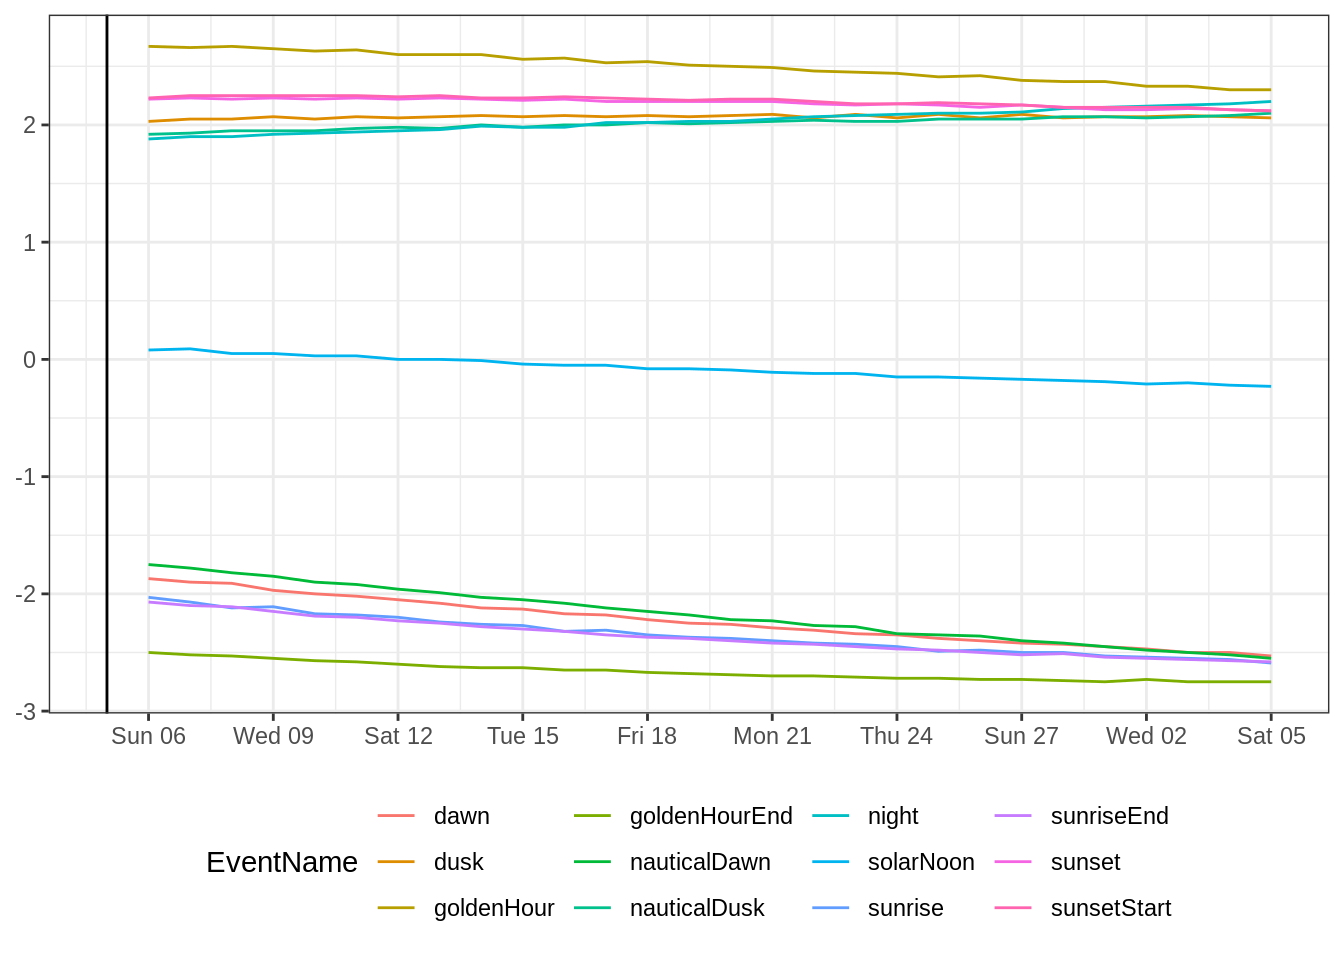 2
1
0
-1
-2
-3
Sun 06 Wed 09 Sat 12 Tue 15 Fri 18 Mon 21 Thu 24 Sun 27 Wed 02 Sat 05
dawn goldenHourEnd night sunriseEnd
EventName dusk nauticalDawn solarNoon sunset
goldenHour nauticalDusk sunrise sunsetStart